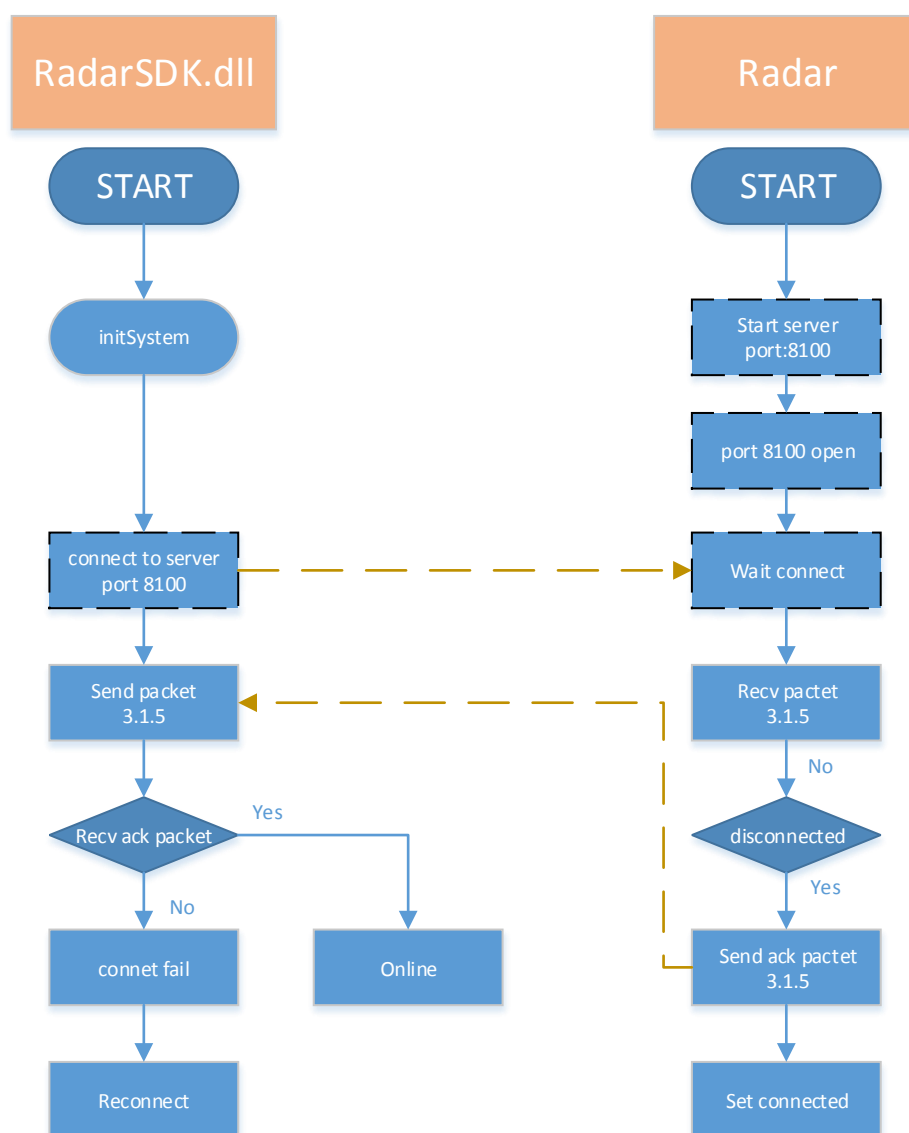 RadarSDK.dll
START
initSystem
connect to server
port 8100
Send packet
3.1.5
Recv ack packet
Yes
No
connet fail
Online
Reconnect
Radar
START
Start server
port:8100
port 8100 open
Wait connect
Recv pactet
3.1.5
No
disconnected
Yes
Send ack pactet
3.1.5
Set connected